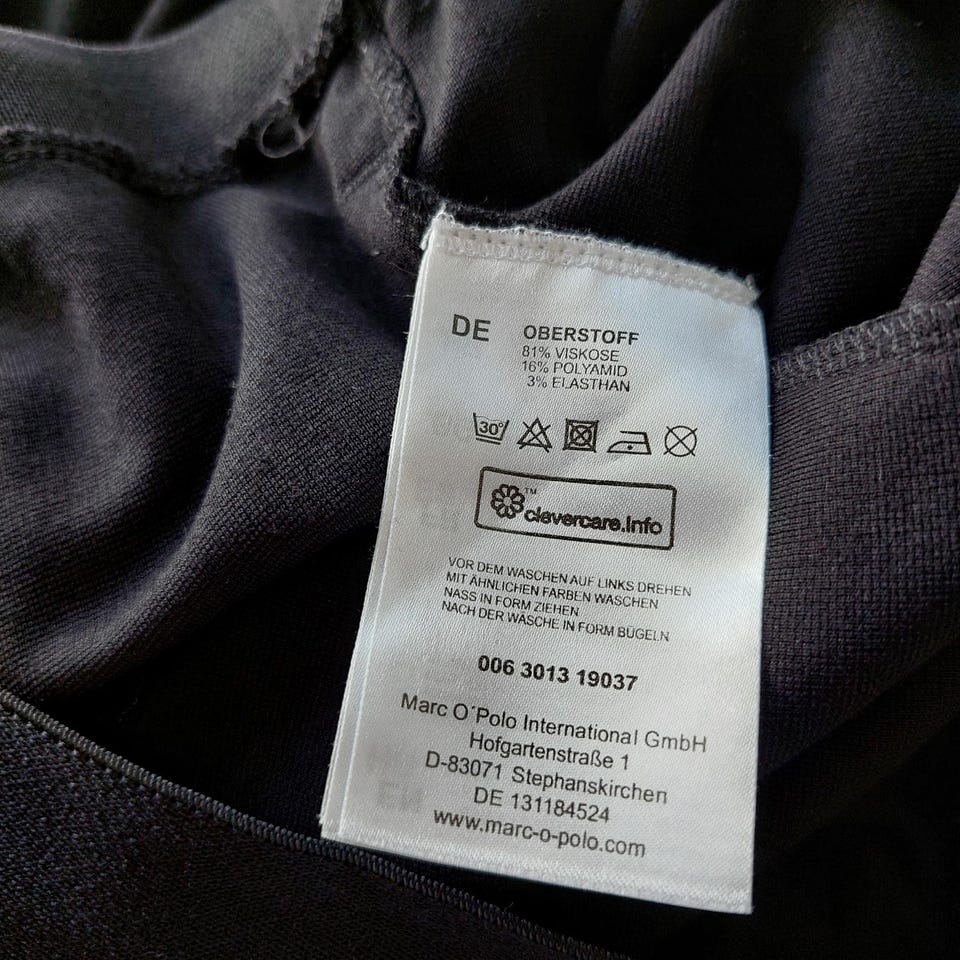 DE OBERSTOFF
81% VISKOSE
16% POLYAMID
3% ELASTHAN
30°
™
clevercare.info
VOR DEM WASCHEN AUF LINKS DREHEN
MIT ÄHNLICHEN FARBEN WASCHEN
NASS IN FORM ZIEHEN
NACH DER WÄSCHE IN FORM BÜGELN
006 3013 19037
Marc O´Polo International GmbH
Hofgartenstraße 1
D-83071 Stephanskirchen
DE 131184524
www.marc-o-polo.com